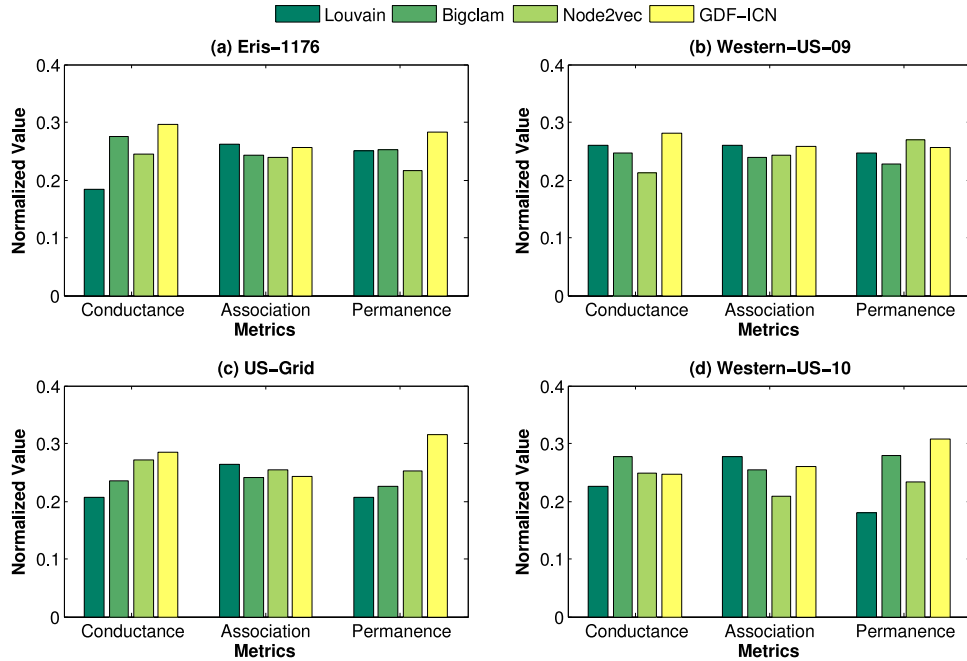 Louvain Bigclam Node2vec GDF-ICN
(a) Eris-1176
0.4
0.3
0.2
0.1
0
Normalized Value
Conductance Association Permanence
Metrics
(b) Western-US-09
0.4
0.3
0.2
0.1
0
Normalized Value
Conductance Association Permanence
Metrics
(c) US-Grid
0.4
0.3
0.2
0.1
0
Normalized Value
Conductance Association Permanence
Metrics
(d) Western-US-10
0.4
0.3
0.2
0.1
0
Normalized Value
Conductance Association Permanence
Metrics